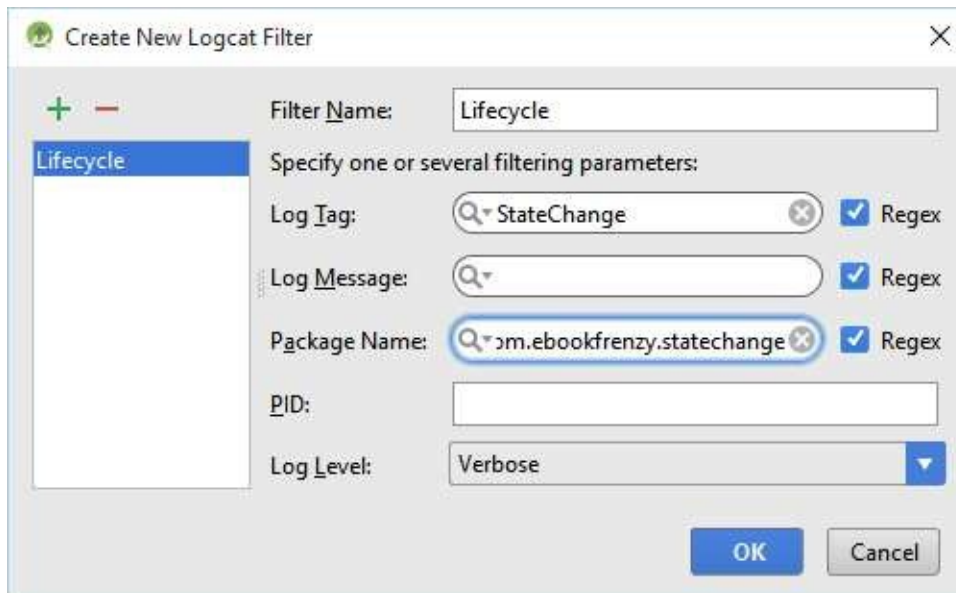 Create New Logcat Filter
Filter Name: Lifecycle
Lifecycle
Specify one or several filtering parameters:
Log Tag: StateChange Regex
Log Message: Regex
Package Name: om.ebookfrenzy.statechange Regex
PID:
Log Level: Verbose
OK Cancel